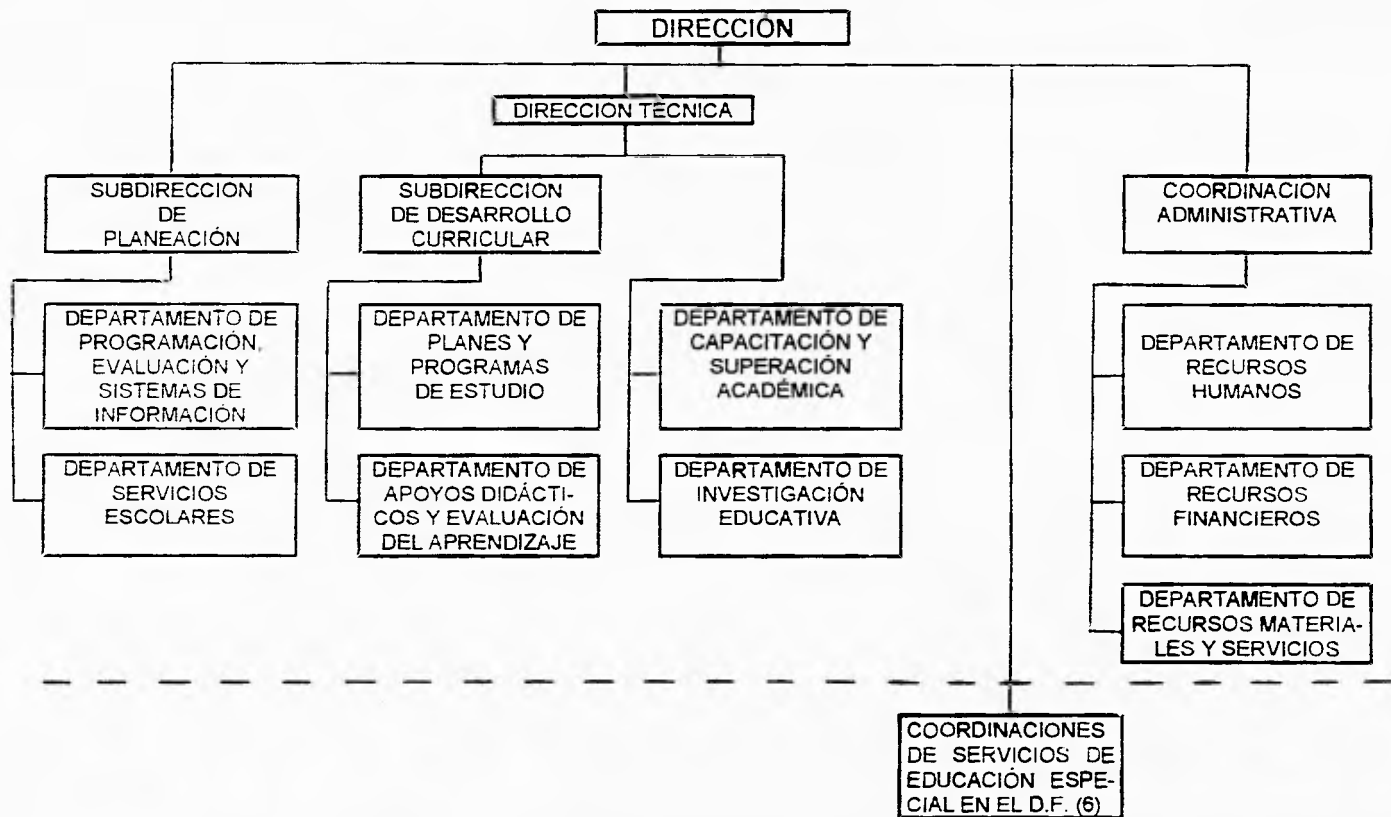 DIRECCIÓN
DIRECCION TECNICA
SUBDIRECCION
DE
PLANEACIÓN
SUBDIRECCION
DE DESARROLLO
CURRICULAR
COORDINACION
ADMINISTRATIVA
DEPARTAMENTO DE
PROGRAMACIÓN,
EVALUACIÓN Y
SISTEMAS DE
INFORMACIÓN
DEPARTAMENTO DE
PLANES Y
PROGRAMAS
DE ESTUDIO
DEPARTAMENTO DE
CAPACITACIÓN Y
SUPERACIÓN
ACADÉMICA
DEPARTAMENTO DE
RECURSOS
HUMANOS
DEPARTAMENTO DE
SERVICIOS
ESCOLARES
DEPARTAMENTO DE
APOYOS DIDÁCTI-
COS Y EVALUACIÓN
DEL APRENDIZAJE
DEPARTAMENTO DE
INVESTIGACIÓN
EDUCATIVA
DEPARTAMENTO DE
RECURSOS
FINANCIEROS
DEPARTAMENTO DE
RECURSOS MATERIA-
LES Y SERVICIOS
COORDINACIONES
DE SERVICIOS DE
EDUCACIÓN ESPE-
CIAL EN EL D.F. (6)